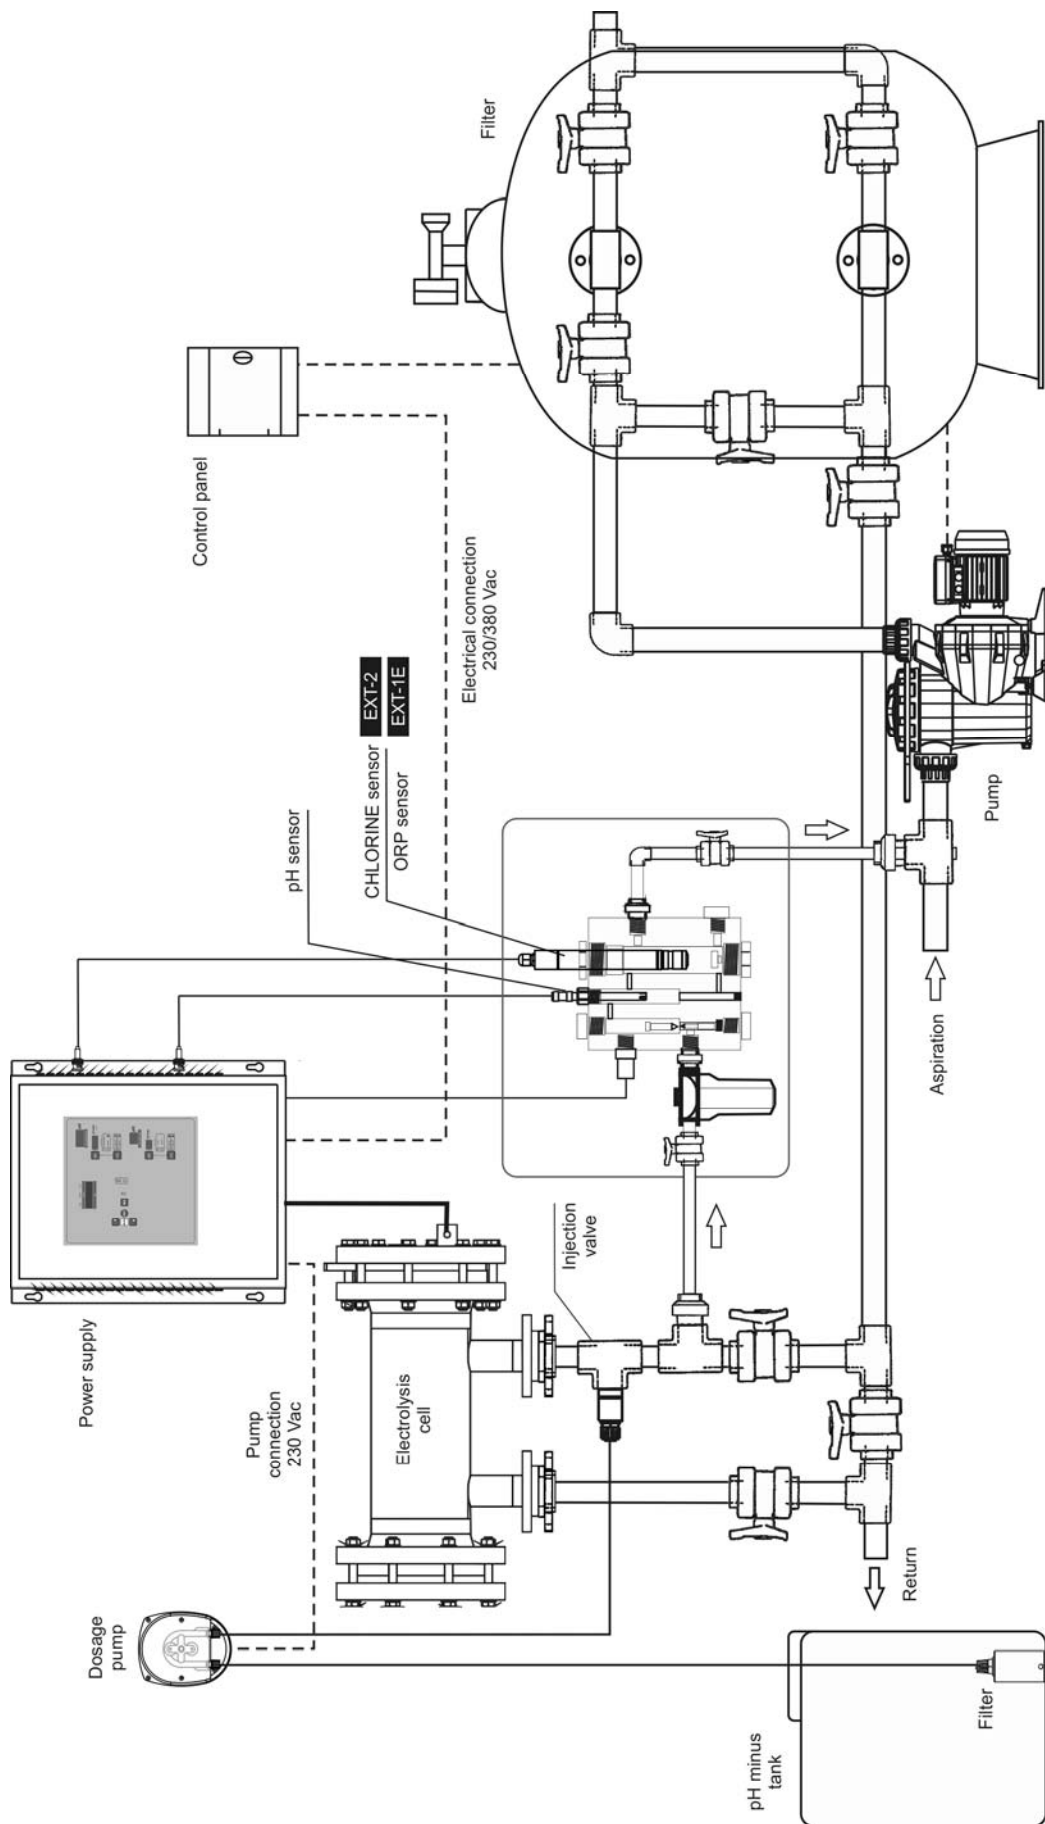 Filter
Control panel
Electrical connection
230/380 Vac
EXT-2
EXT-1E
CHLORINE sensor
ORP sensor
pH sensor
Pump
Aspiration
Injection
valve
Power supply
Pump
connection
230 Vac
Electrolysis
cell
Return
Dosage
pump
Filter
pH minus
tank